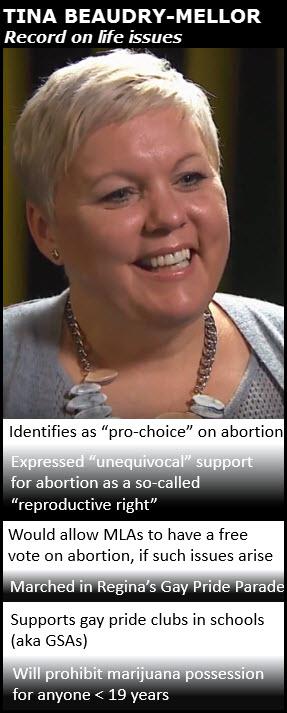 TINA BEAUDRY-MELLOR
Record on life issues
Identifies as “pro-choice” on abortion
Expressed “unequivocal” support
for abortion as a so-called
“reproductive right”
Would allow MLAs to have a free
vote on abortion, if such issues arise
Marched in Regina’s Gay Pride Parade
Supports gay pride clubs in schools
(aka GSAs)
Will prohibit marijuana possession
for anyone < 19 years